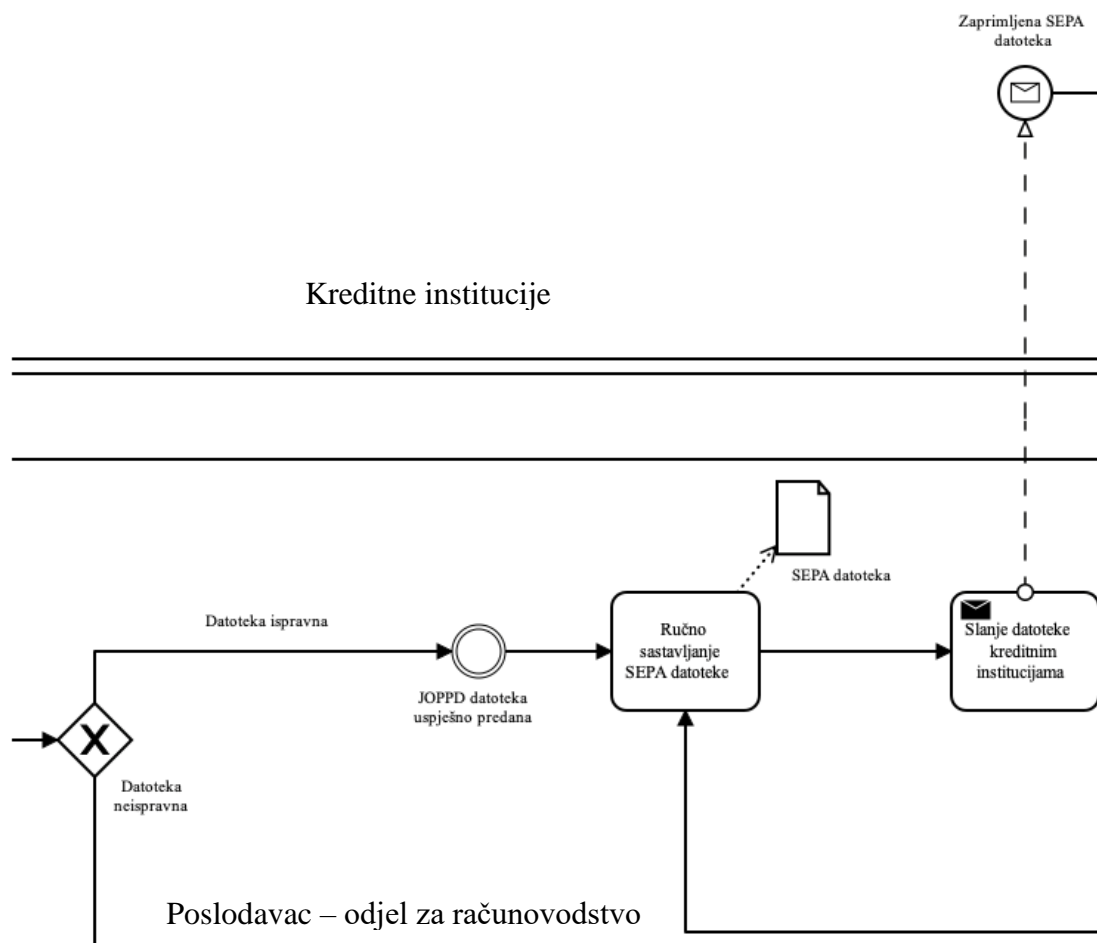 Zaprimljena SEPA
datoteka
Kreditne institucije
SEPA datoteka
Datoteka ispravna
Ručno
sastavljanje
SEPA datoteke
Slanje datoteke
kreditnim
institucijama
JOPPD datoteka
uspješno predana
X
Datoteka
neispravna
Poslodavac – odjel za računovodstvo